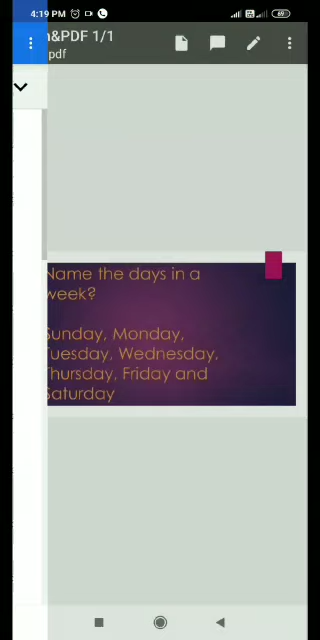 4:19 PM
69
n&PDF 1/1
pdf
Name the days in a
week?
Sunday, Monday,
Tuesday, Wednesday,
Thursday, Friday and
Saturday